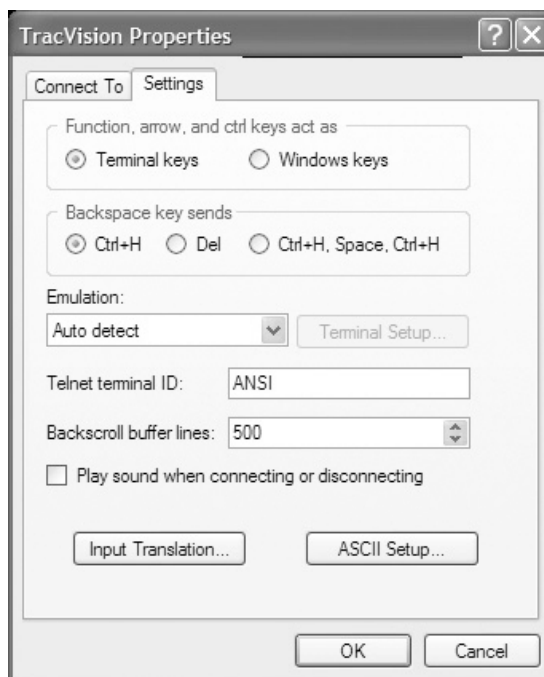 TracVision Properties
Connect To Settings
Function, arrow, and ctrl keys act as
Terminal keys Windows keys
Backspace key sends
Ctrl+H Del Ctrl+H, Space, Ctrl+H
Emulation:
Auto detect Terminal Setup...
Telnet terminal ID: ANSI
Backscroll buffer lines: 500
Play sound when connecting or disconnecting
Input Translation... ASCII Setup...
OK Cancel